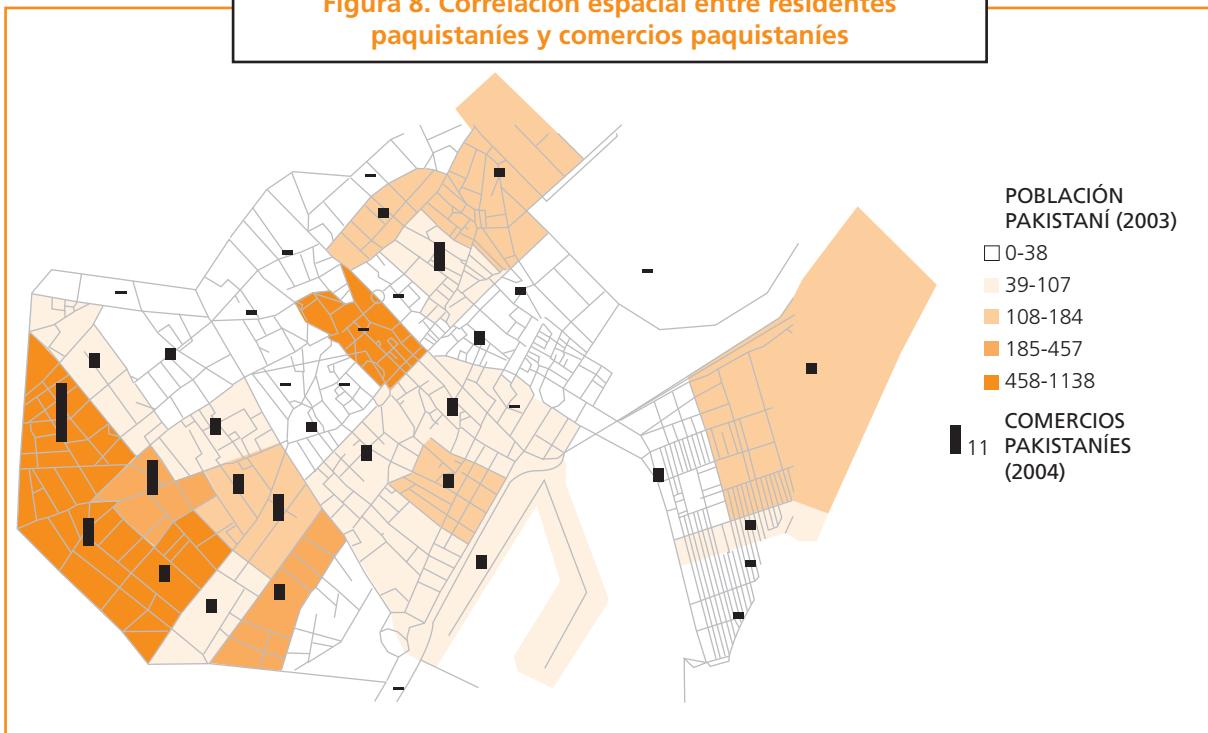 Figura 8. Correlación espacial entre residentes
paquistaníes y comercios paquistaníes
POBLACIÓN
PAKISTANÍ (2003)
0-38
39-107
108-184
185-457
458-1138
COMERCIOS
PAKISTANÍES
(2004)
11